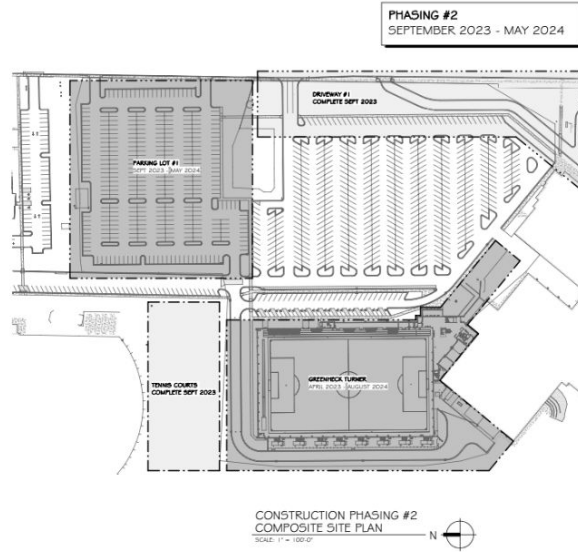 PHASING #2
SEPTEMBER 2023 - MAY 2024
DRIVEWAY #1
COMPLETE SEPT 2023
PARKING LOT #1
SEPT 2023 - MAY 2024
TENNIS COURTS
COMPLETE SEPT 2023
GREENHECK TURNER
APRIL 2023 - AUGUST 2024
CONSTRUCTION PHASING #2
COMPOSITE SITE PLAN
SCALE: 1" = 100'-0"
N